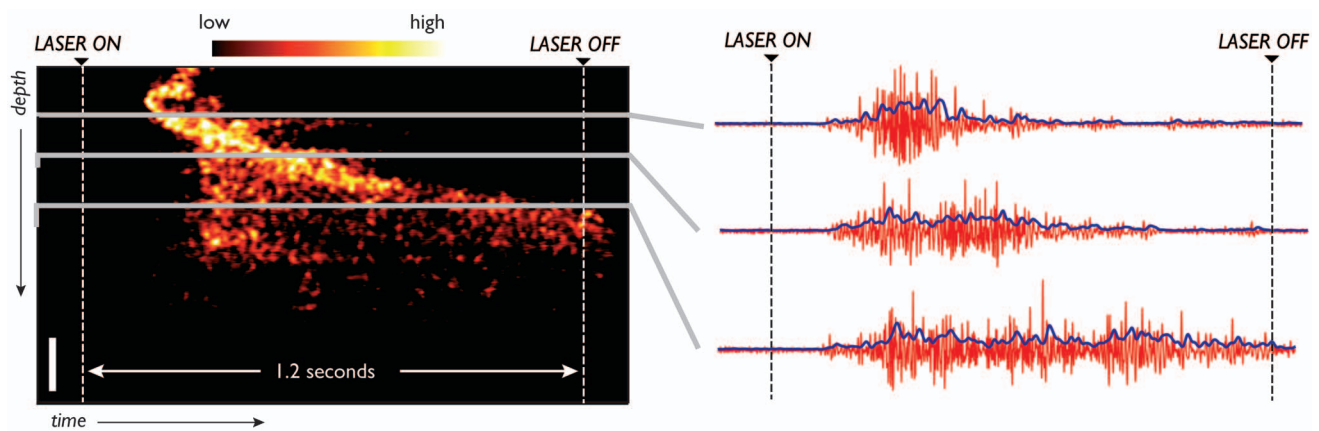 low high
LASER ON LASER OFF
depth
1.2 seconds
time
LASER ON LASER OFF